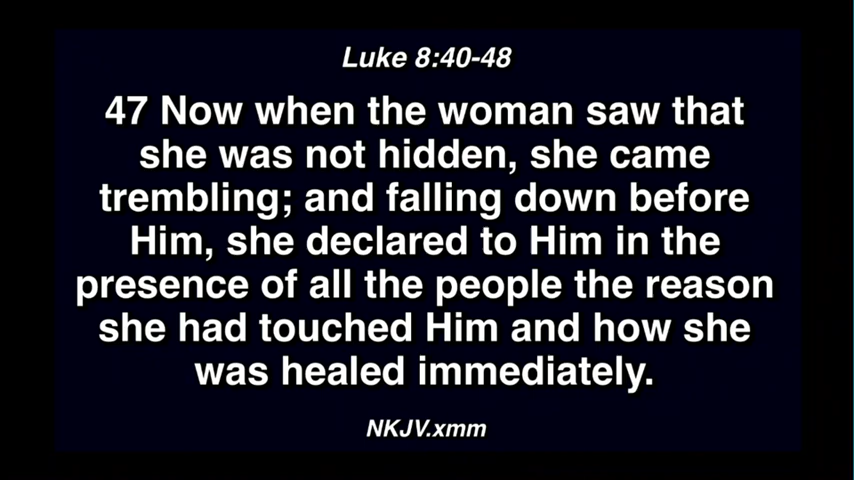 Luke 8:40-48
47 Now when the woman saw that
she was not hidden, she came
trembling; and falling down before
Him, she declared to Him in the
presence of all the people the reason
she had touched Him and how she
was healed immediately.
NKJV.xmm